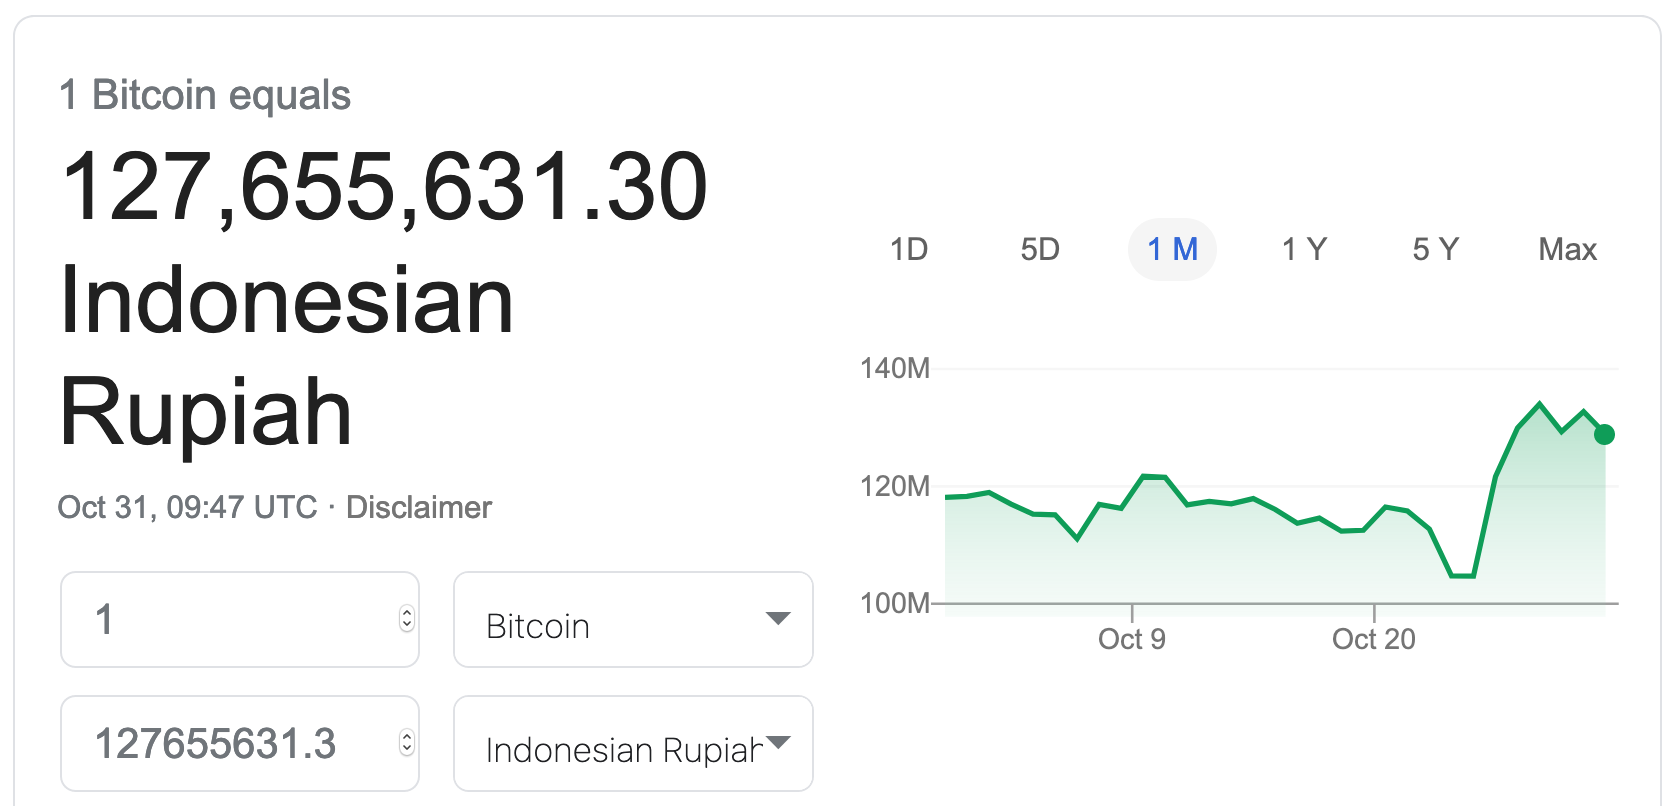 1 Bitcoin equals
127,655,631.30
Indonesian
Rupiah
Oct 31, 09:47 UTC · Disclaimer
1
Bitcoin
127655631.3
Indonesian Rupiah
1D 5D 1 M 1 Y 5 Y Max
140M
120M
100M
Oct 9 Oct 20